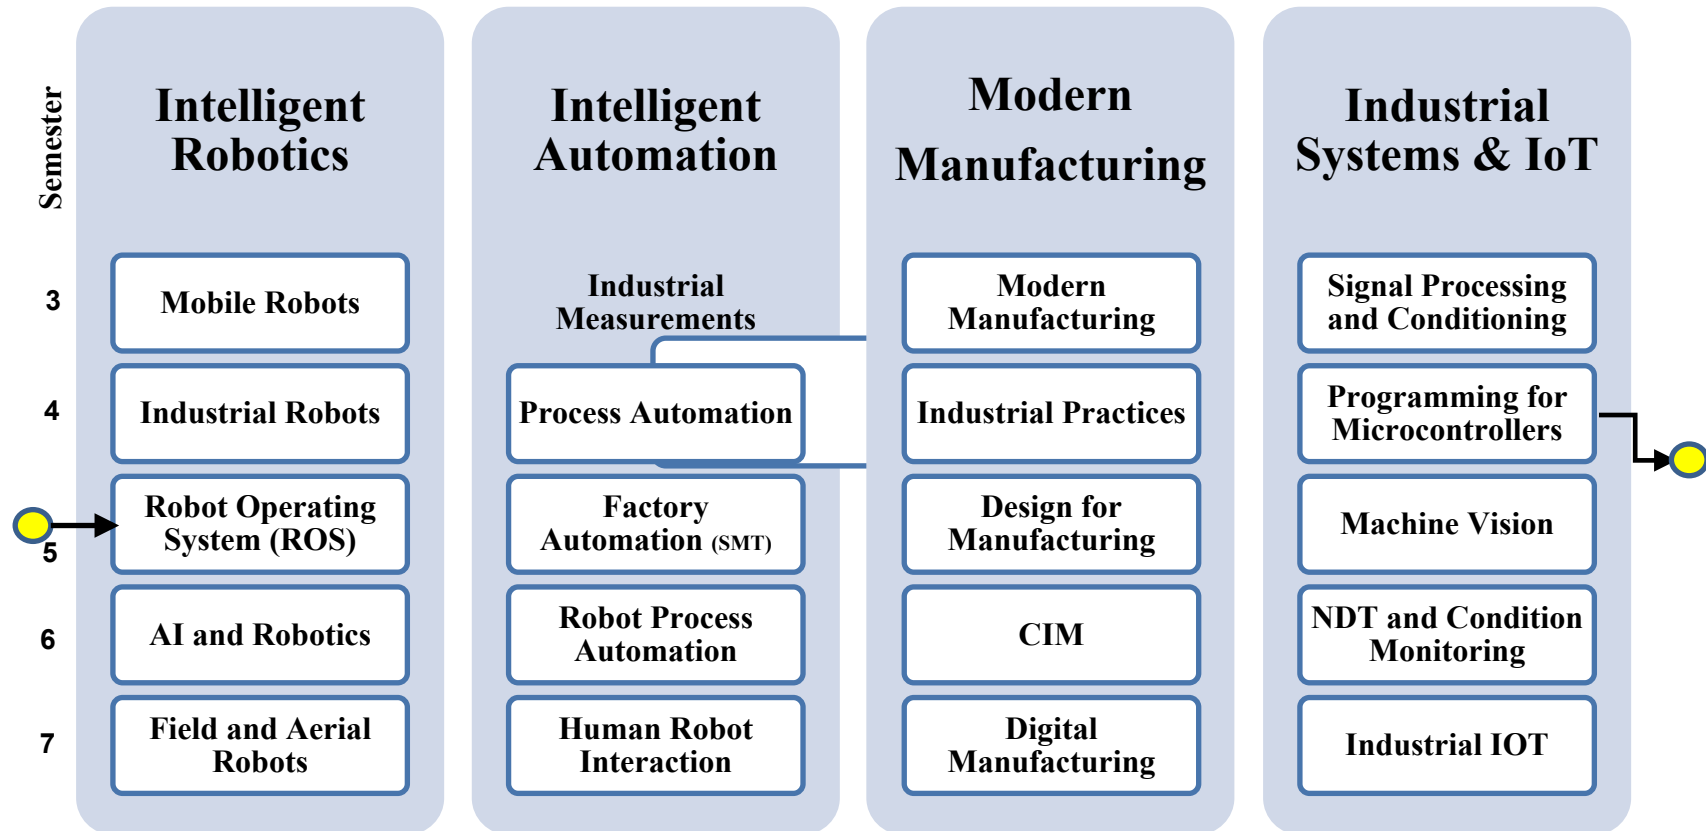 Semester
Intelligent
Robotics
Intelligent
Automation
Modern
Manufacturing
Industrial
Systems & IoT
3
Mobile Robots
Industrial
Measurements
Modern
Manufacturing
Signal Processing
and Conditioning
4
Industrial Robots
Process Automation
Industrial Practices
Programming for
Microcontrollers
5
Robot Operating
System (ROS)
Factory
Automation (SMT)
Design for
Manufacturing
Machine Vision
6
AI and Robotics
Robot Process
Automation
CIM
NDT and Condition
Monitoring
7
Field and Aerial
Robots
Human Robot
Interaction
Digital
Manufacturing
Industrial IOT